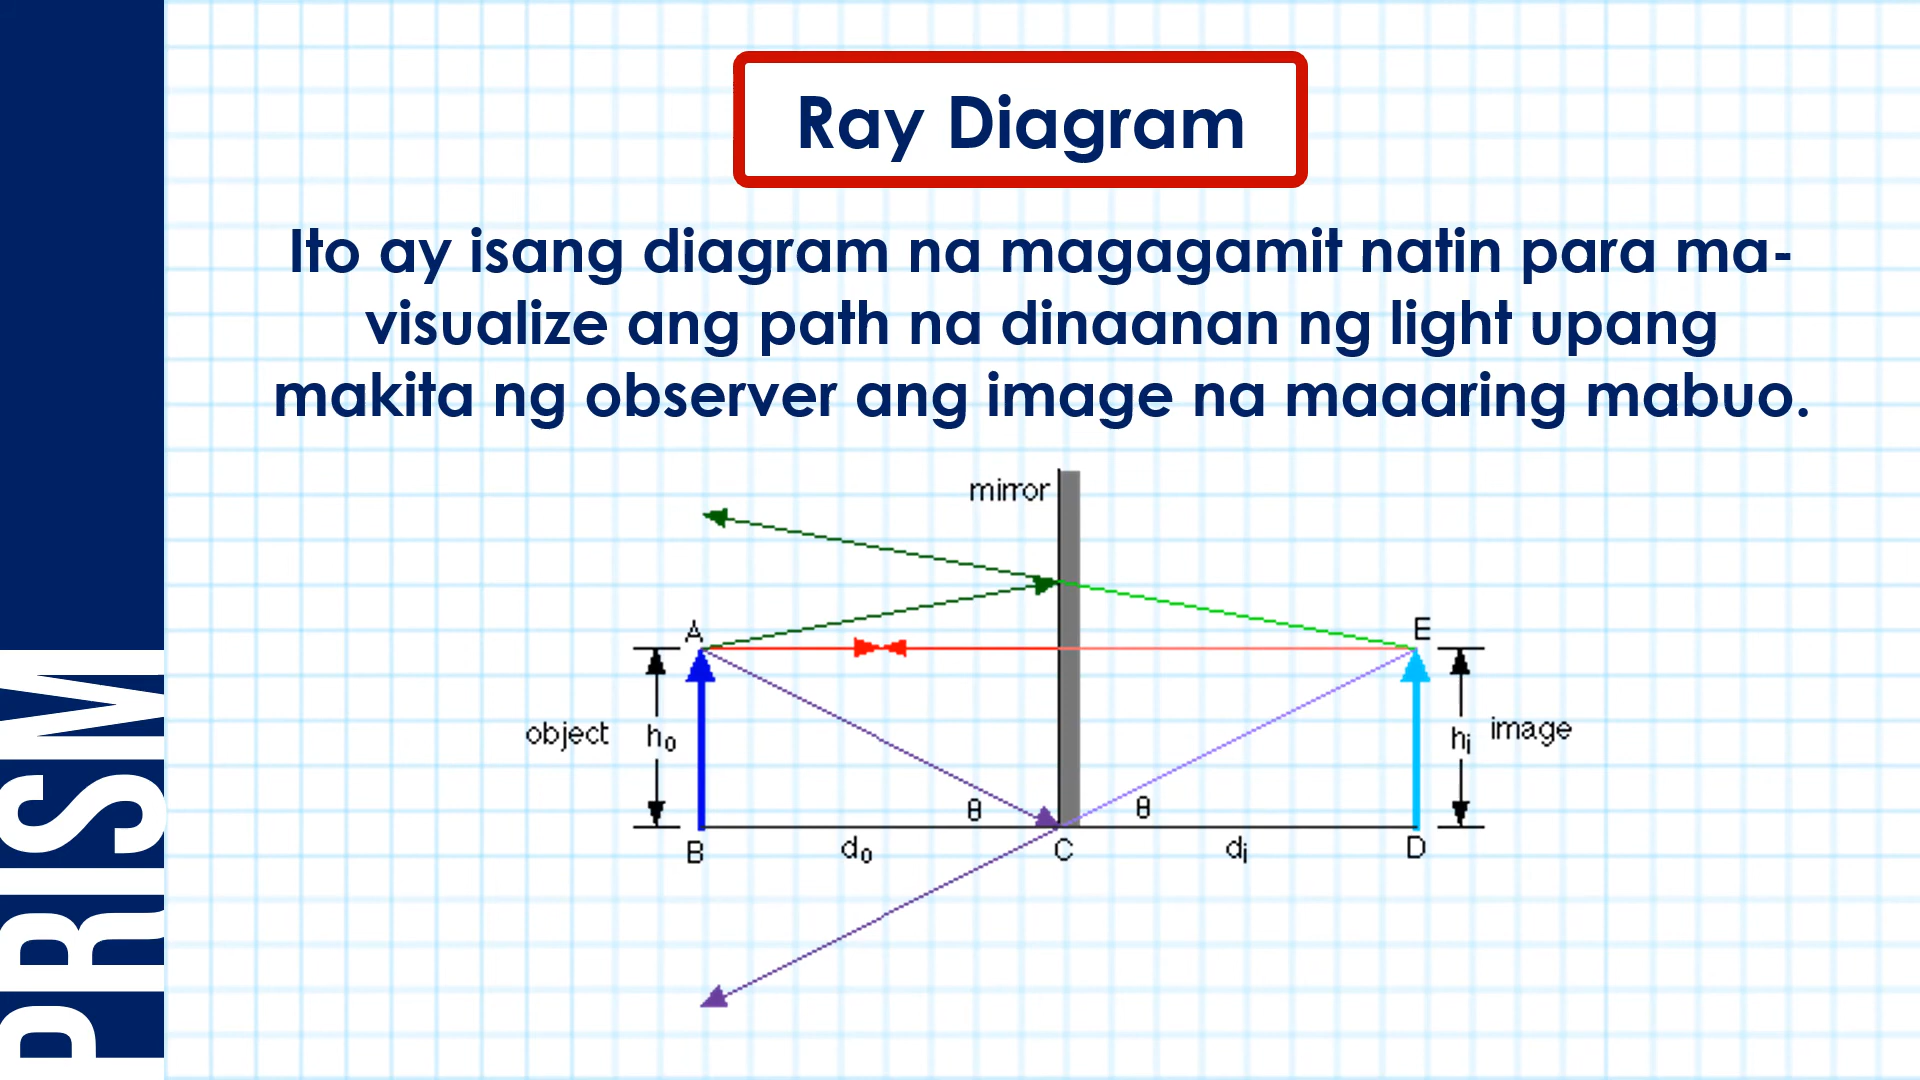 Ray Diagram
Ito ay isang diagram na magagamit natin para ma-
visualize ang path na dinaanan ng light upang
makita ng observer ang image na maaaring mabuo.
mirror
A
E
object
h₀
hᵢ
image
θ
θ
B
d₀
C
dᵢ
D
PRISM